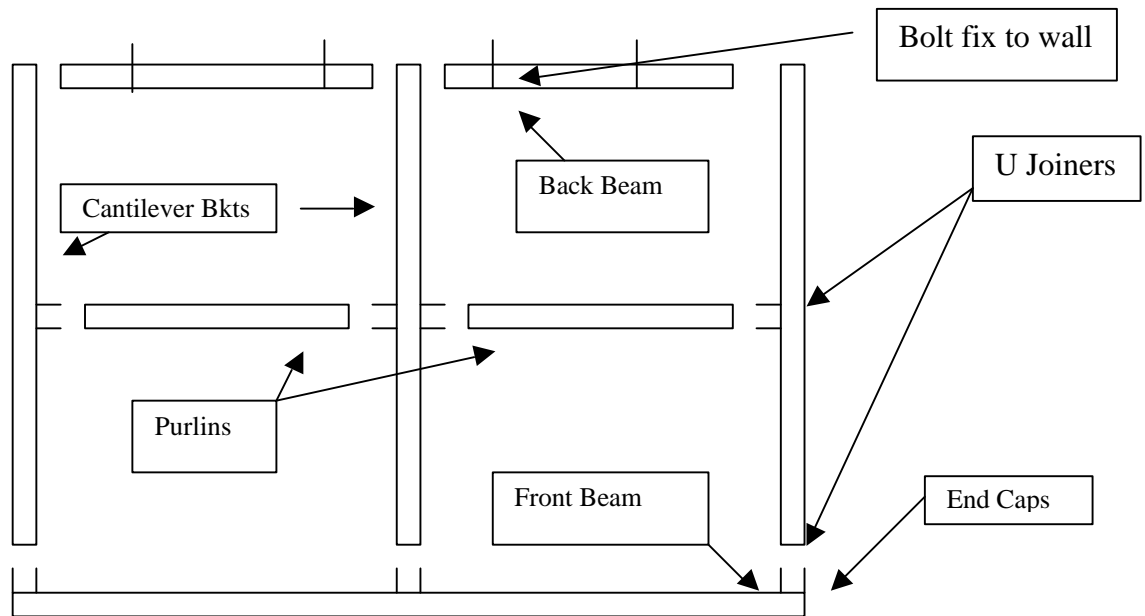 Bolt fix to wall
U Joiners
Back Beam
Cantilever Bkts
Purlins
Front Beam
End Caps